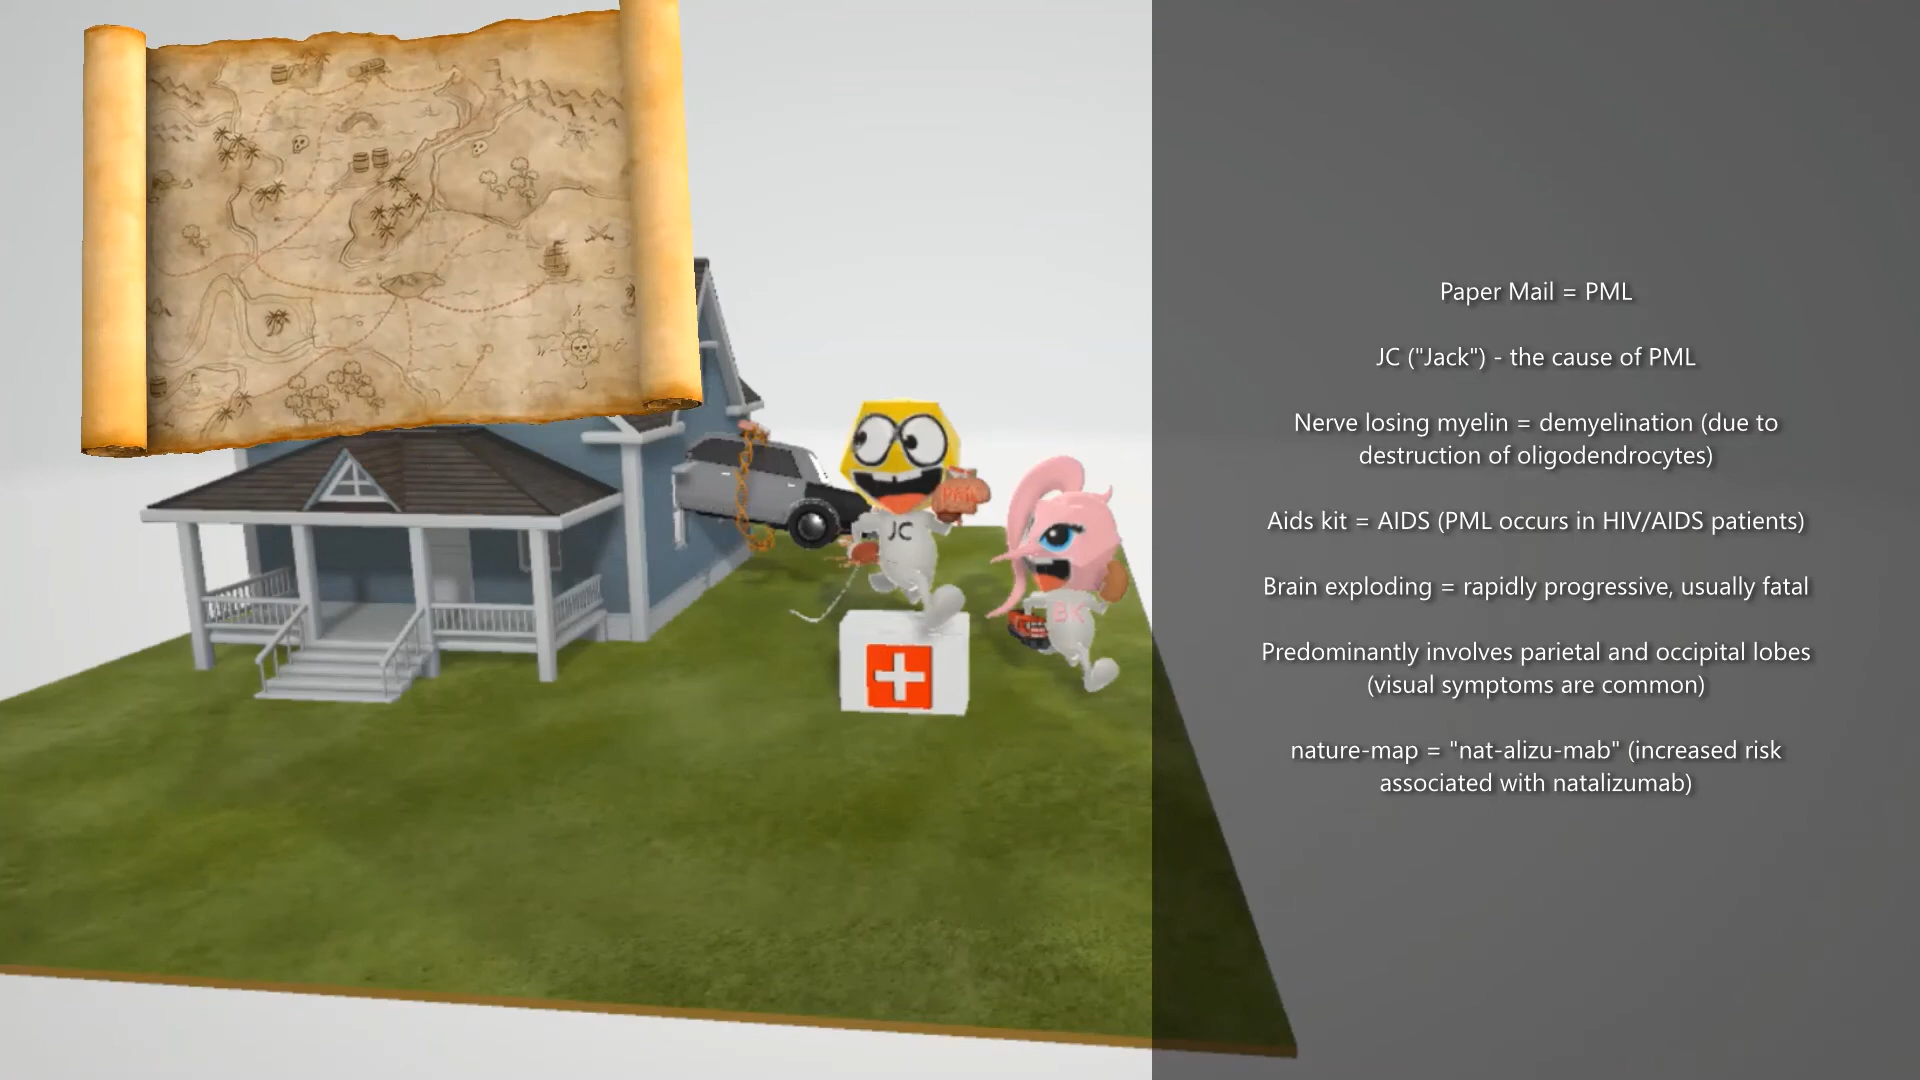 JC
BK
Paper Mail = PML
JC ("Jack") - the cause of PML
Nerve losing myelin = demyelination (due to
destruction of oligodendrocytes)
Aids kit = AIDS (PML occurs in HIV/AIDS patients)
Brain exploding = rapidly progressive, usually fatal
Predominantly involves parietal and occipital lobes
(visual symptoms are common)
nature-map = "nat-alizu-mab" (increased risk
associated with natalizumab)